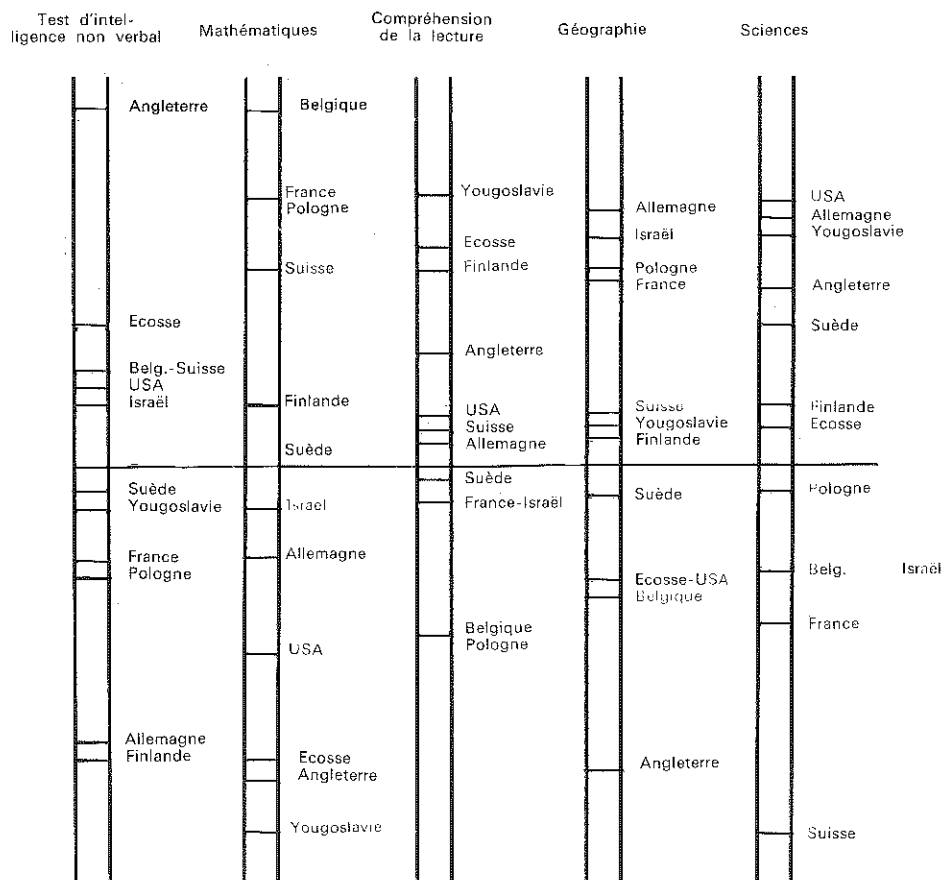 Test d'intel-
ligence non verbal
Mathématiques
Compréhension
de la lecture
Géographie
Sciences
Angleterre
Ecosse
Belg.-Suisse
USA
Israël
Suède
Yougoslavie
France
Pologne
Allemagne
Finlande
Belgique
France
Pologne
Suisse
Finlande
Suède
Israël
Allemagne
USA
Ecosse
Angleterre
Yougoslavie
Yougoslavie
Ecosse
Finlande
Angleterre
USA
Suisse
Allemagne
Suède
France-Israël
Belgique
Pologne
Allemagne
Israël
Pologne
France
Suisse
Yougoslavie
Finlande
Suède
Ecosse-USA
Belgique
Angleterre
USA
Allemagne
Yougoslavie
Angleterre
Suède
Finlande
Ecosse
Pologne
Belg. Israël
France
Suisse